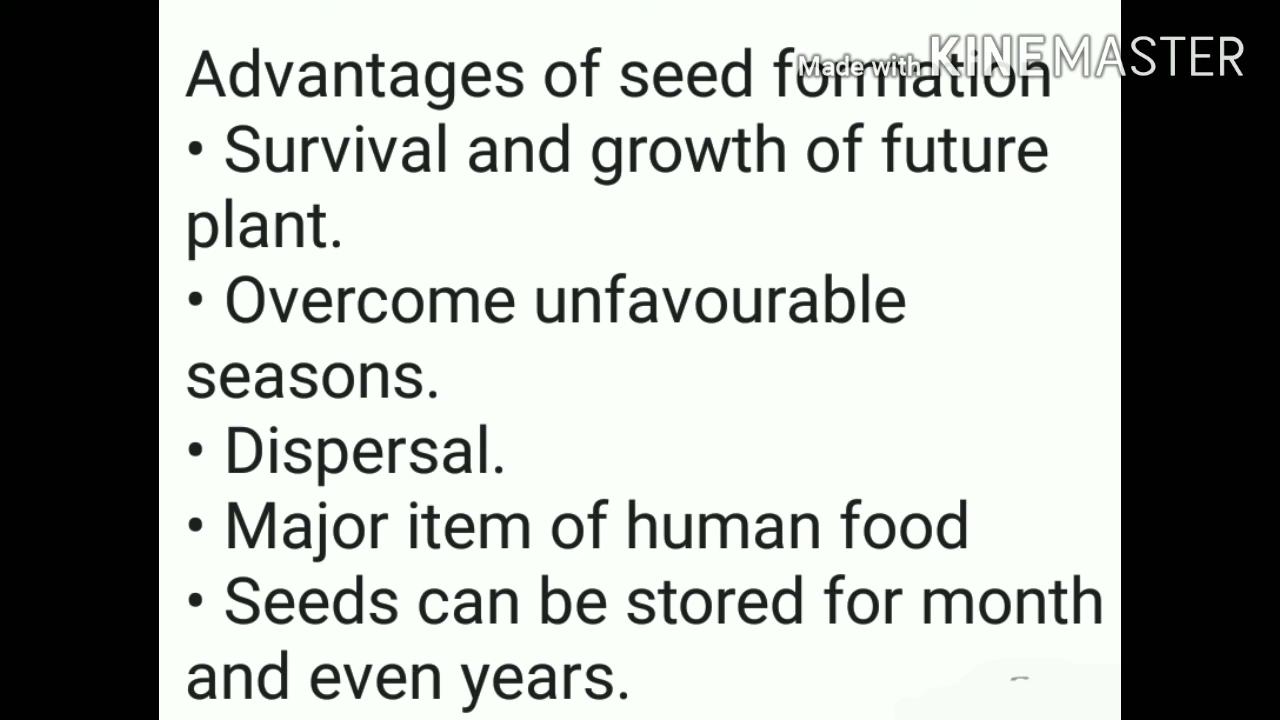 Advantages of seed formation
Made with KINEMASTER
• Survival and growth of future
plant.
• Overcome unfavourable
seasons.
• Dispersal.
• Major item of human food
• Seeds can be stored for month
and even years.